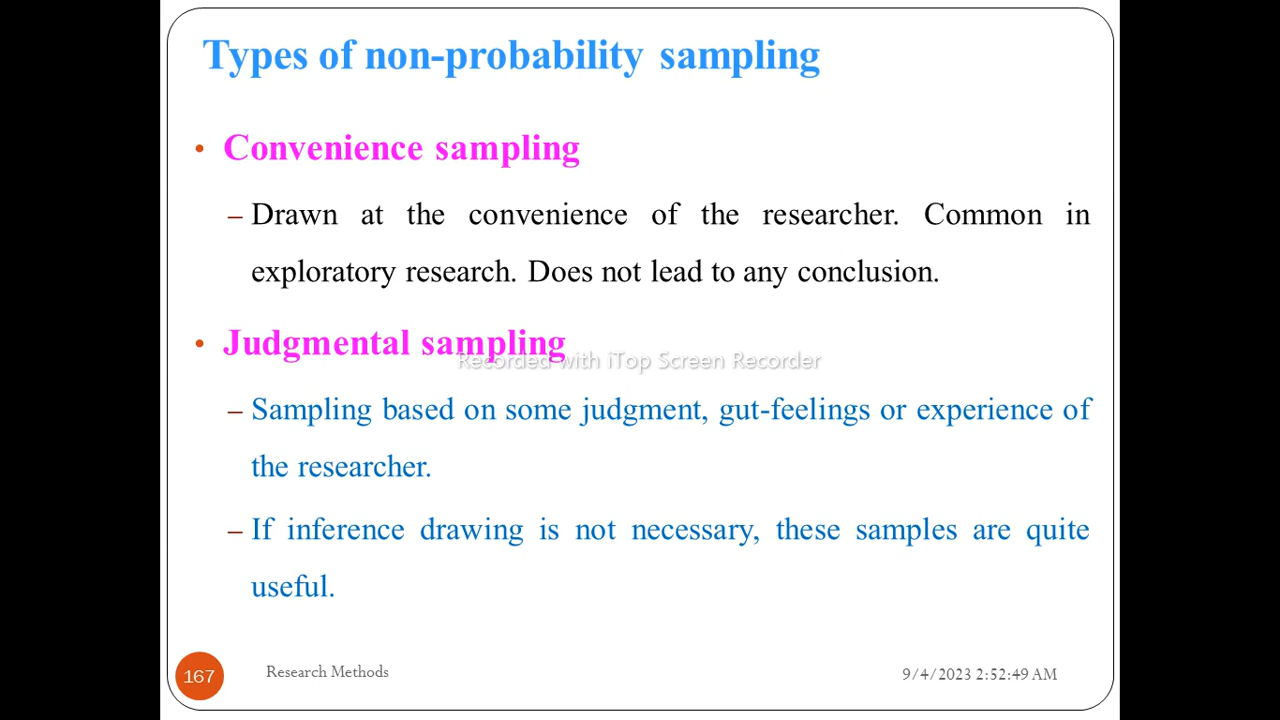 Types of non-probability sampling
• Convenience sampling
– Drawn at the convenience of the researcher. Common in
exploratory research. Does not lead to any conclusion.
• Judgmental sampling
Recorded with iTop Screen Recorder
– Sampling based on some judgment, gut-feelings or experience of
the researcher.
– If inference drawing is not necessary, these samples are quite
useful.
167 Research Methods 9/4/2023 2:52:49 AM